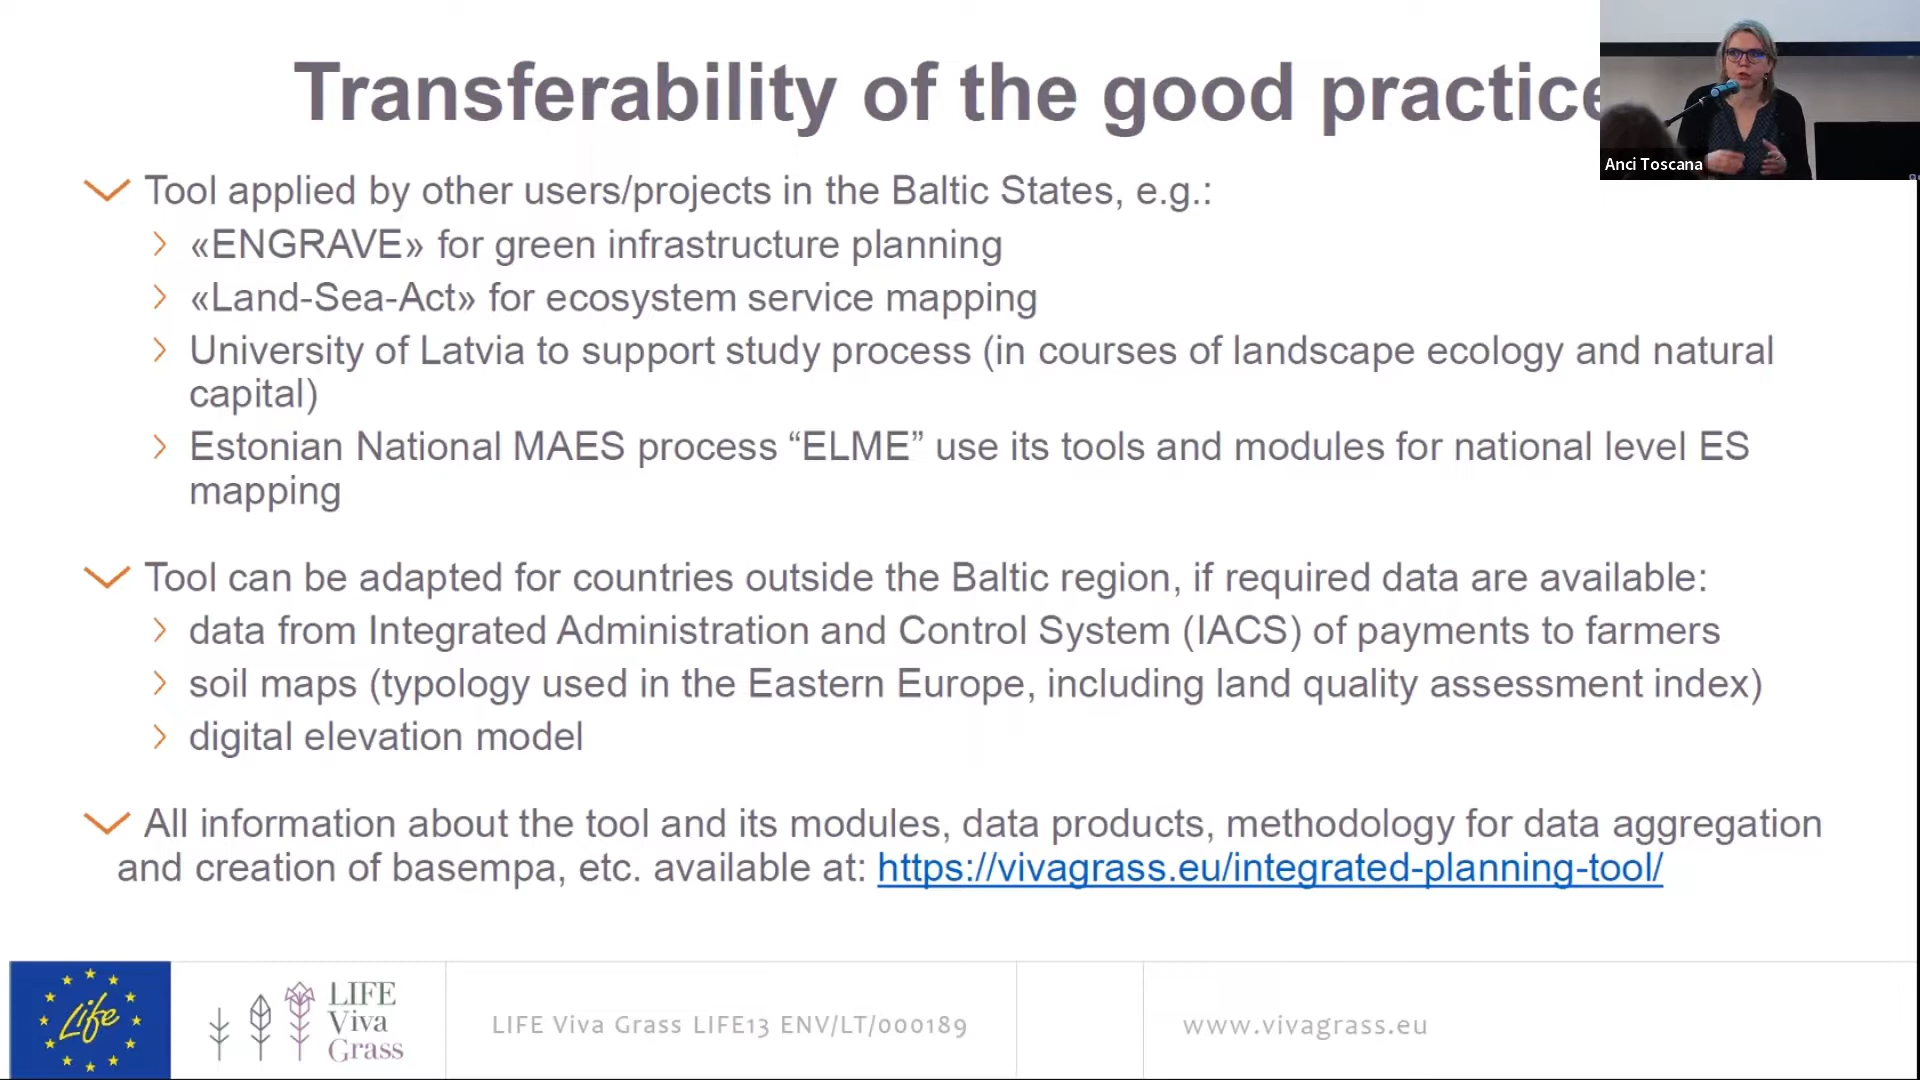 Transferability of the good practice
Anci Toscana
Tool applied by other users/projects in the Baltic States, e.g.:
«ENGRAVE» for green infrastructure planning
«Land-Sea-Act» for ecosystem service mapping
University of Latvia to support study process (in courses of landscape ecology and natural
capital)
Estonian National MAES process “ELME” use its tools and modules for national level ES
mapping
Tool can be adapted for countries outside the Baltic region, if required data are available:
data from Integrated Administration and Control System (IACS) of payments to farmers
soil maps (typology used in the Eastern Europe, including land quality assessment index)
digital elevation model
All information about the tool and its modules, data products, methodology for data aggregation
and creation of basempa, etc. available at: https://vivagrass.eu/integrated-planning-tool/
Life
LIFE
Viva
Grass
LIFE Viva Grass LIFE13 ENV/LT/000189
www.vivagrass.eu